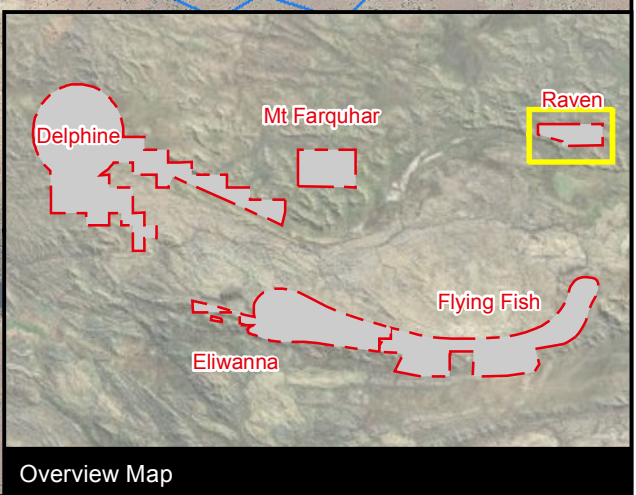 Raven
Mt Farquhar
Delphine
Flying Fish
Eliwanna
Overview Map